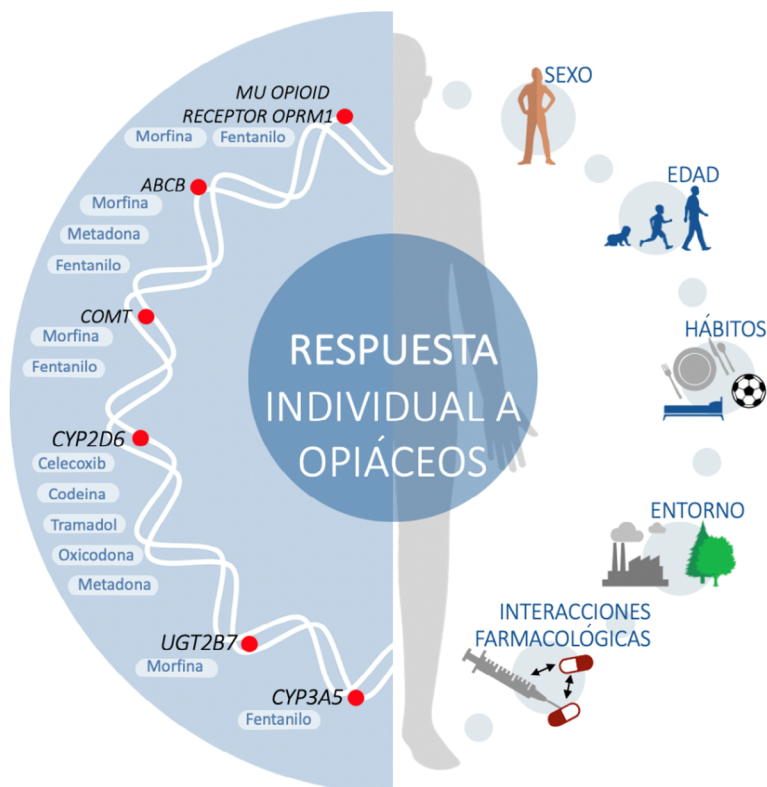 MU OPIOID
RECEPTOR OPRM1
Morfina
Fentanilo
ABCB
Morfina
Metadona
Fentanilo
COMT
Morfina
Fentanilo
CYP2D6
Celecoxib
Codeina
Tramadol
Oxicodona
Metadona
UGT2B7
Morfina
CYP3A5
Fentanilo
RESPUESTA
INDIVIDUAL A
OPIÁCEOS
SEXO
EDAD
HÁBITOS
ENTORNO
INTERACCIONES
FARMACOLÓGICAS